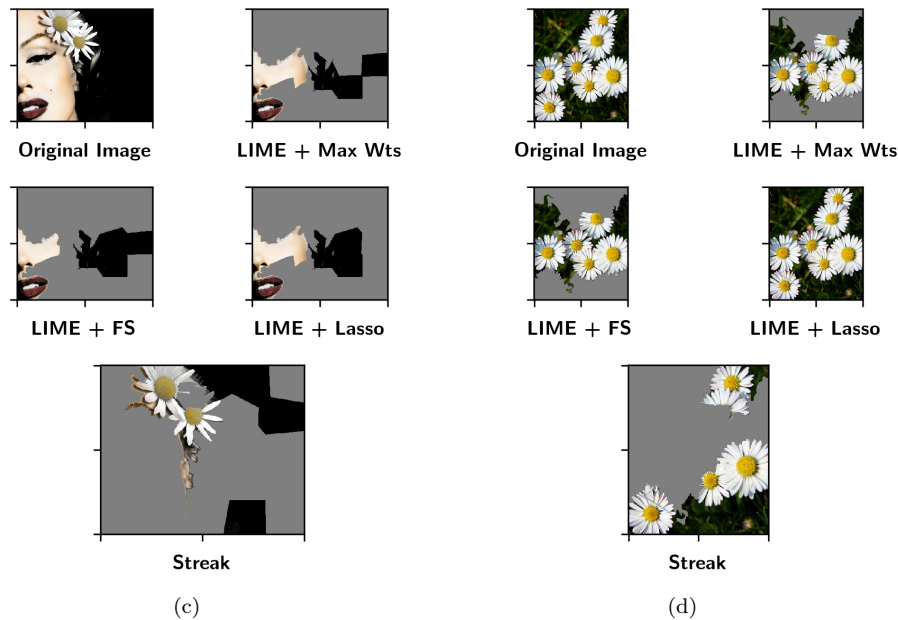 Original Image
LIME + Max Wts
Original Image
LIME + Max Wts
LIME + FS
LIME + Lasso
LIME + FS
LIME + Lasso
Streak
Streak
(c)
(d)